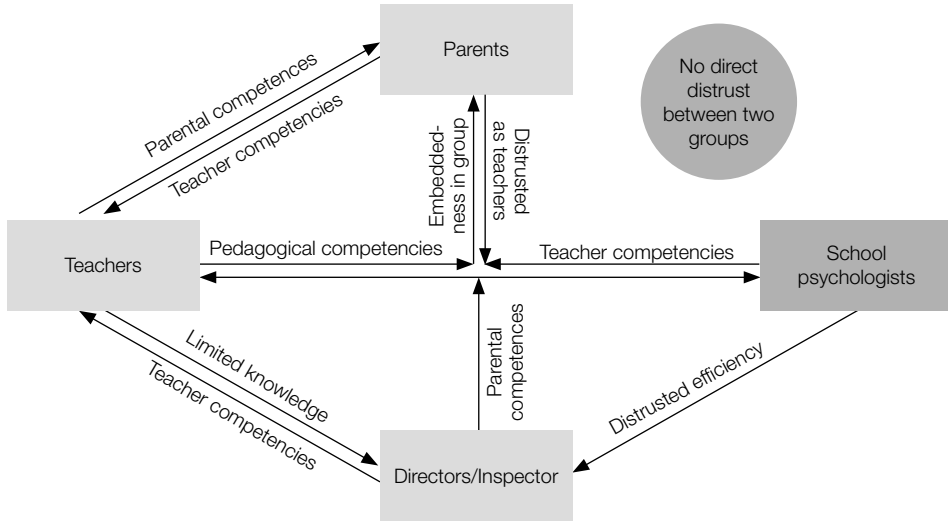 Parents
No direct
distrust
between two
groups
Parental competences
Teacher competencies
Embedded-
ness in group
Distrusted
as teachers
Teachers
Pedagogical competencies
Teacher competencies
School
psychologists
Limited knowledge
Teacher competencies
Parental
competences
Distrusted efficiency
Directors/Inspector